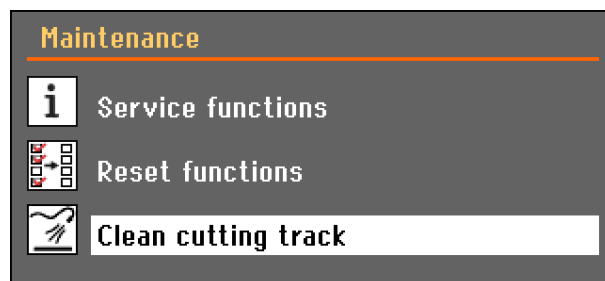 Maintenance
Service functions
Reset functions
Clean cutting track